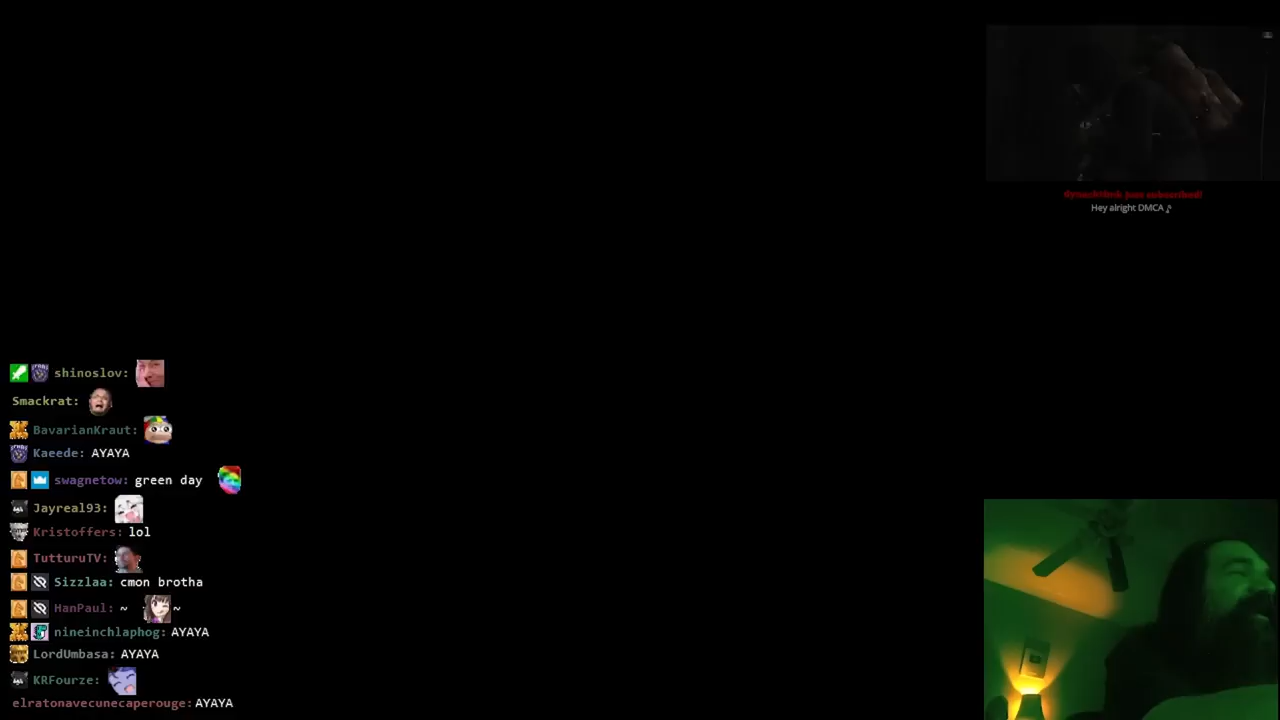 Hey alright DMCA
shinoslov:
Smackrat:
BavarianKraut:
Kaeede: AYAYA
swagnetow: green day
Jayreal93:
Kristoffers: lol
TutturuTV:
Sizzlaa: cmon brotha
HanPaul: ~ ~
nineinchlaphog: AYAYA
LordUmbasa: AYAYA
KRFourze:
elratonavecunecaperouge: AYAYA